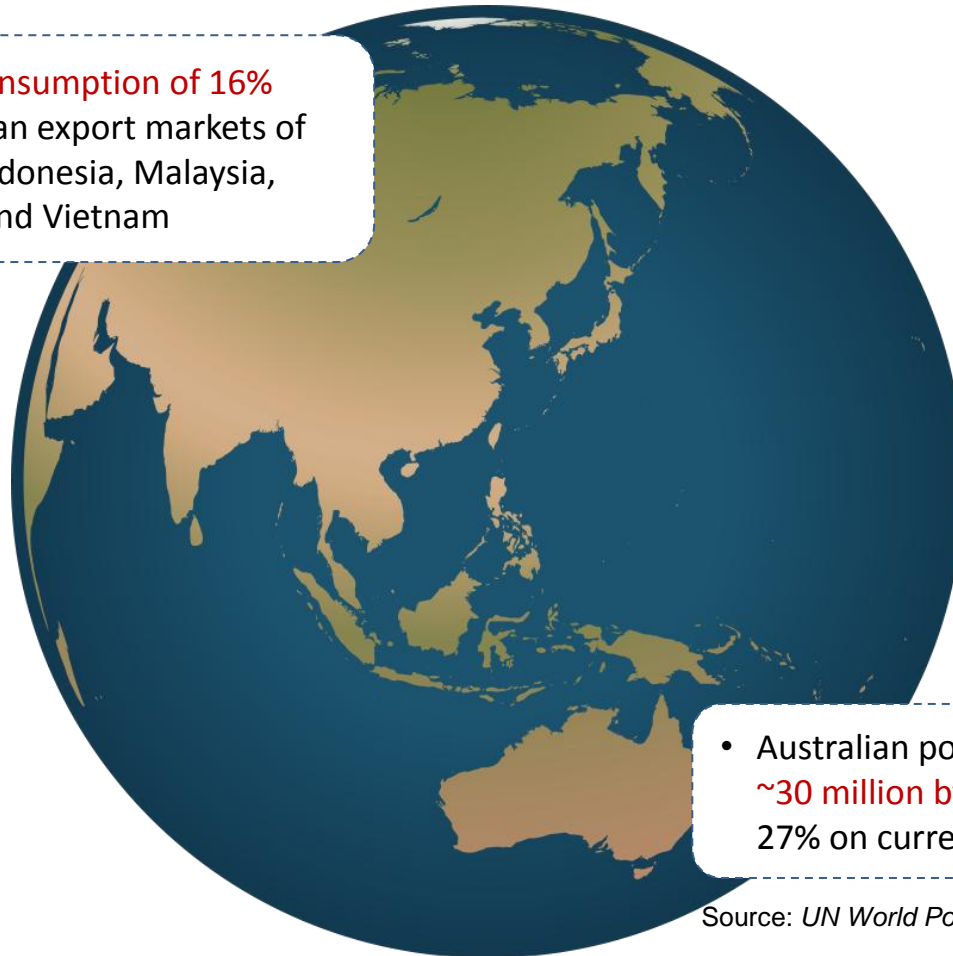 nsumption of 16%
an export markets of
donesia, Malaysia,
nd Vietnam
• Australian po
~30 million b
27% on curre
Source: UN World Po